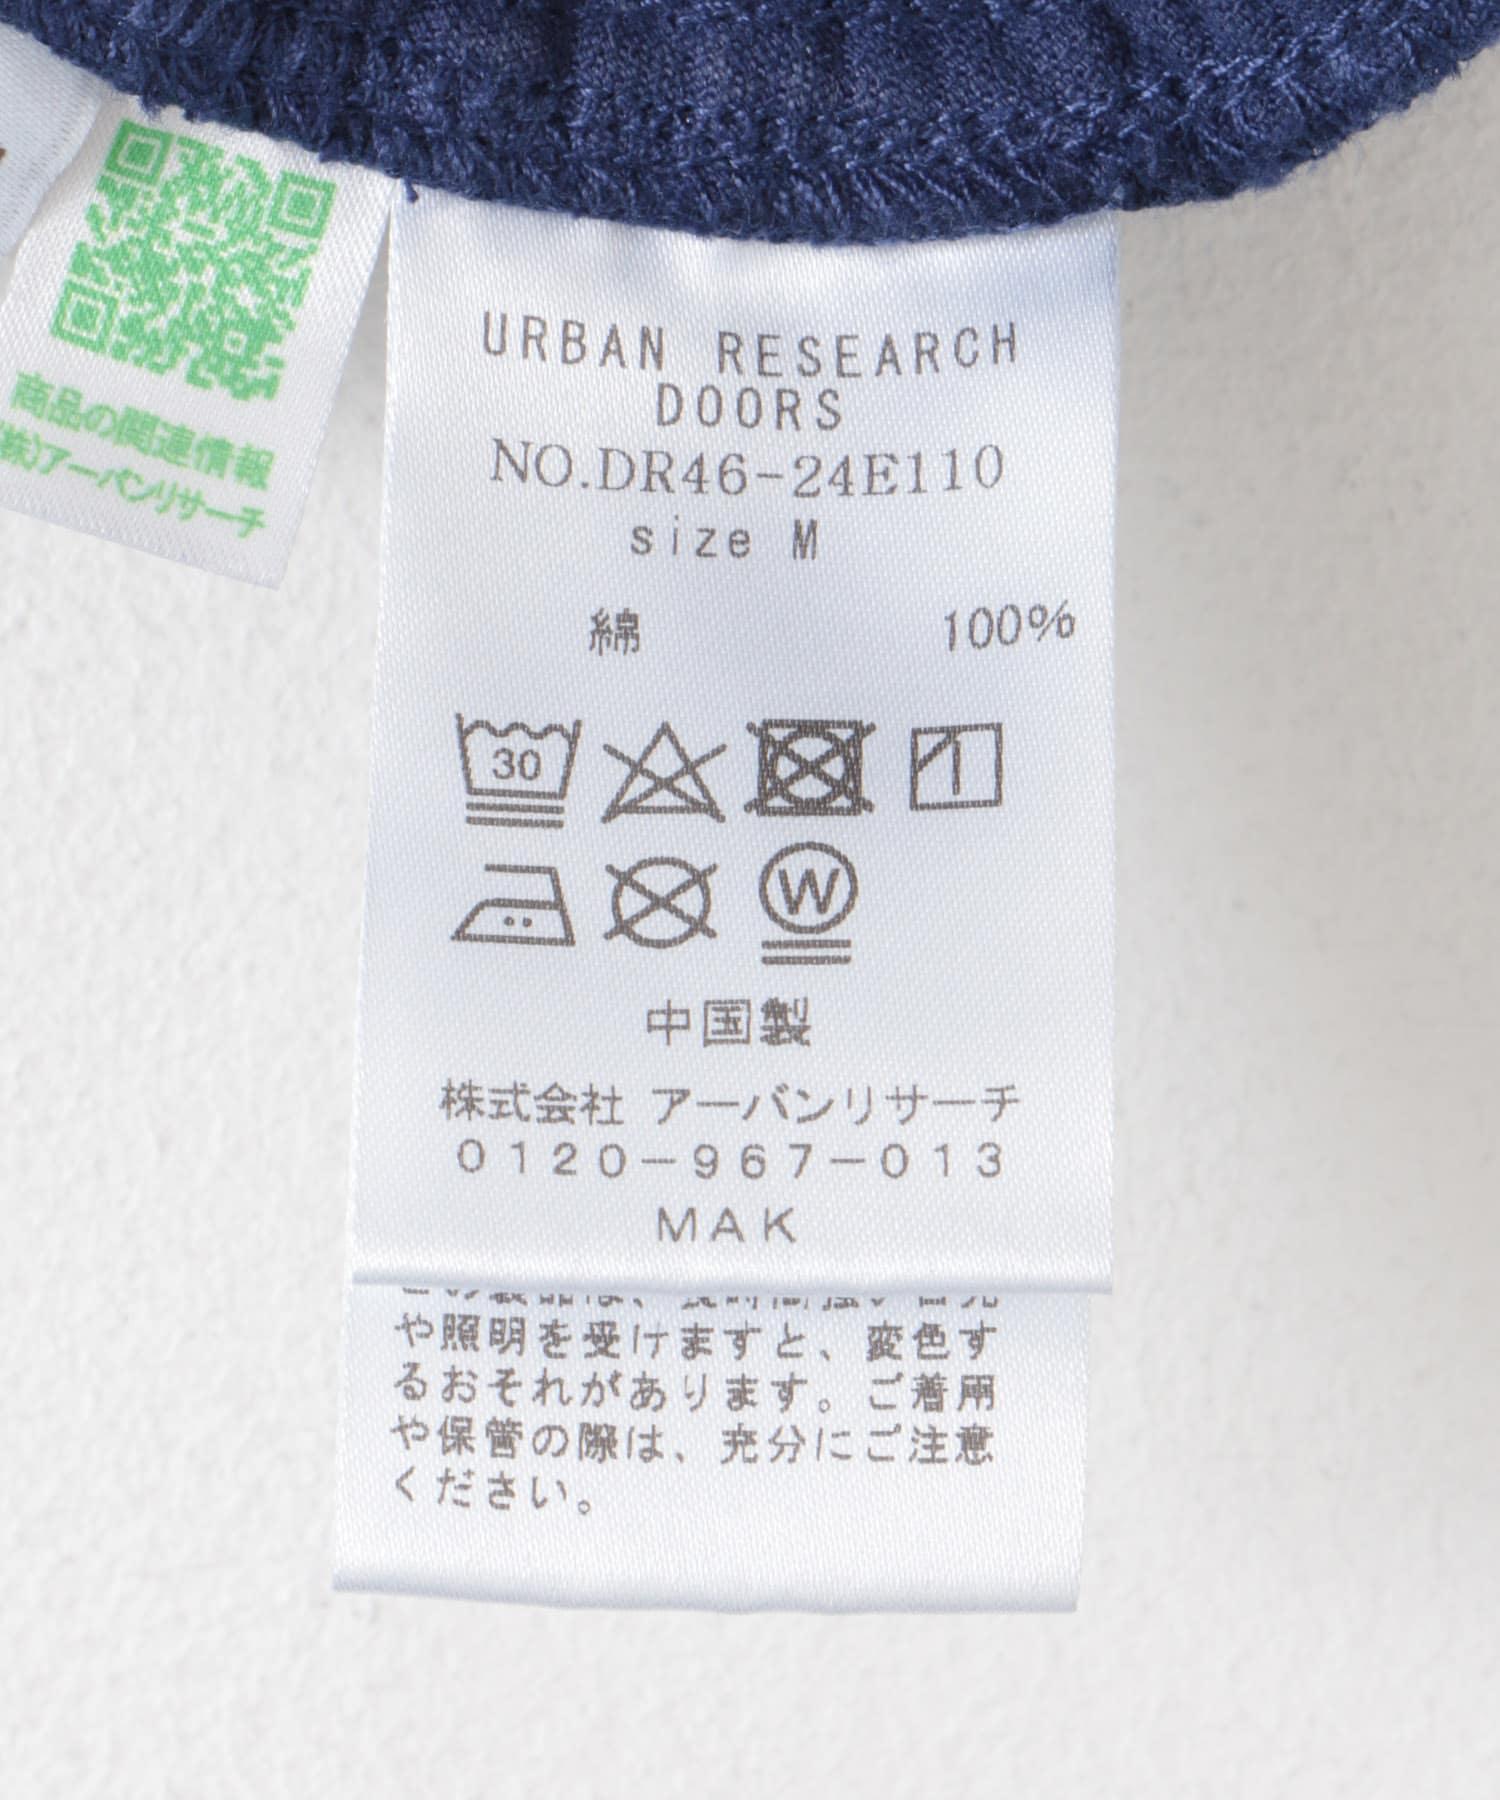 商品の関連情報
(株)アーバンリサーチ
URBAN RESEARCH
DOORS
NO.DR46-24E110
size M
綿 100%
30
W
中国製
株式会社 アーバンリサーチ
0120-967-013
MAK
や照明を受けますと、変色す
るおそれがあります。ご着用
や保管の際は、充分にご注意
ください。